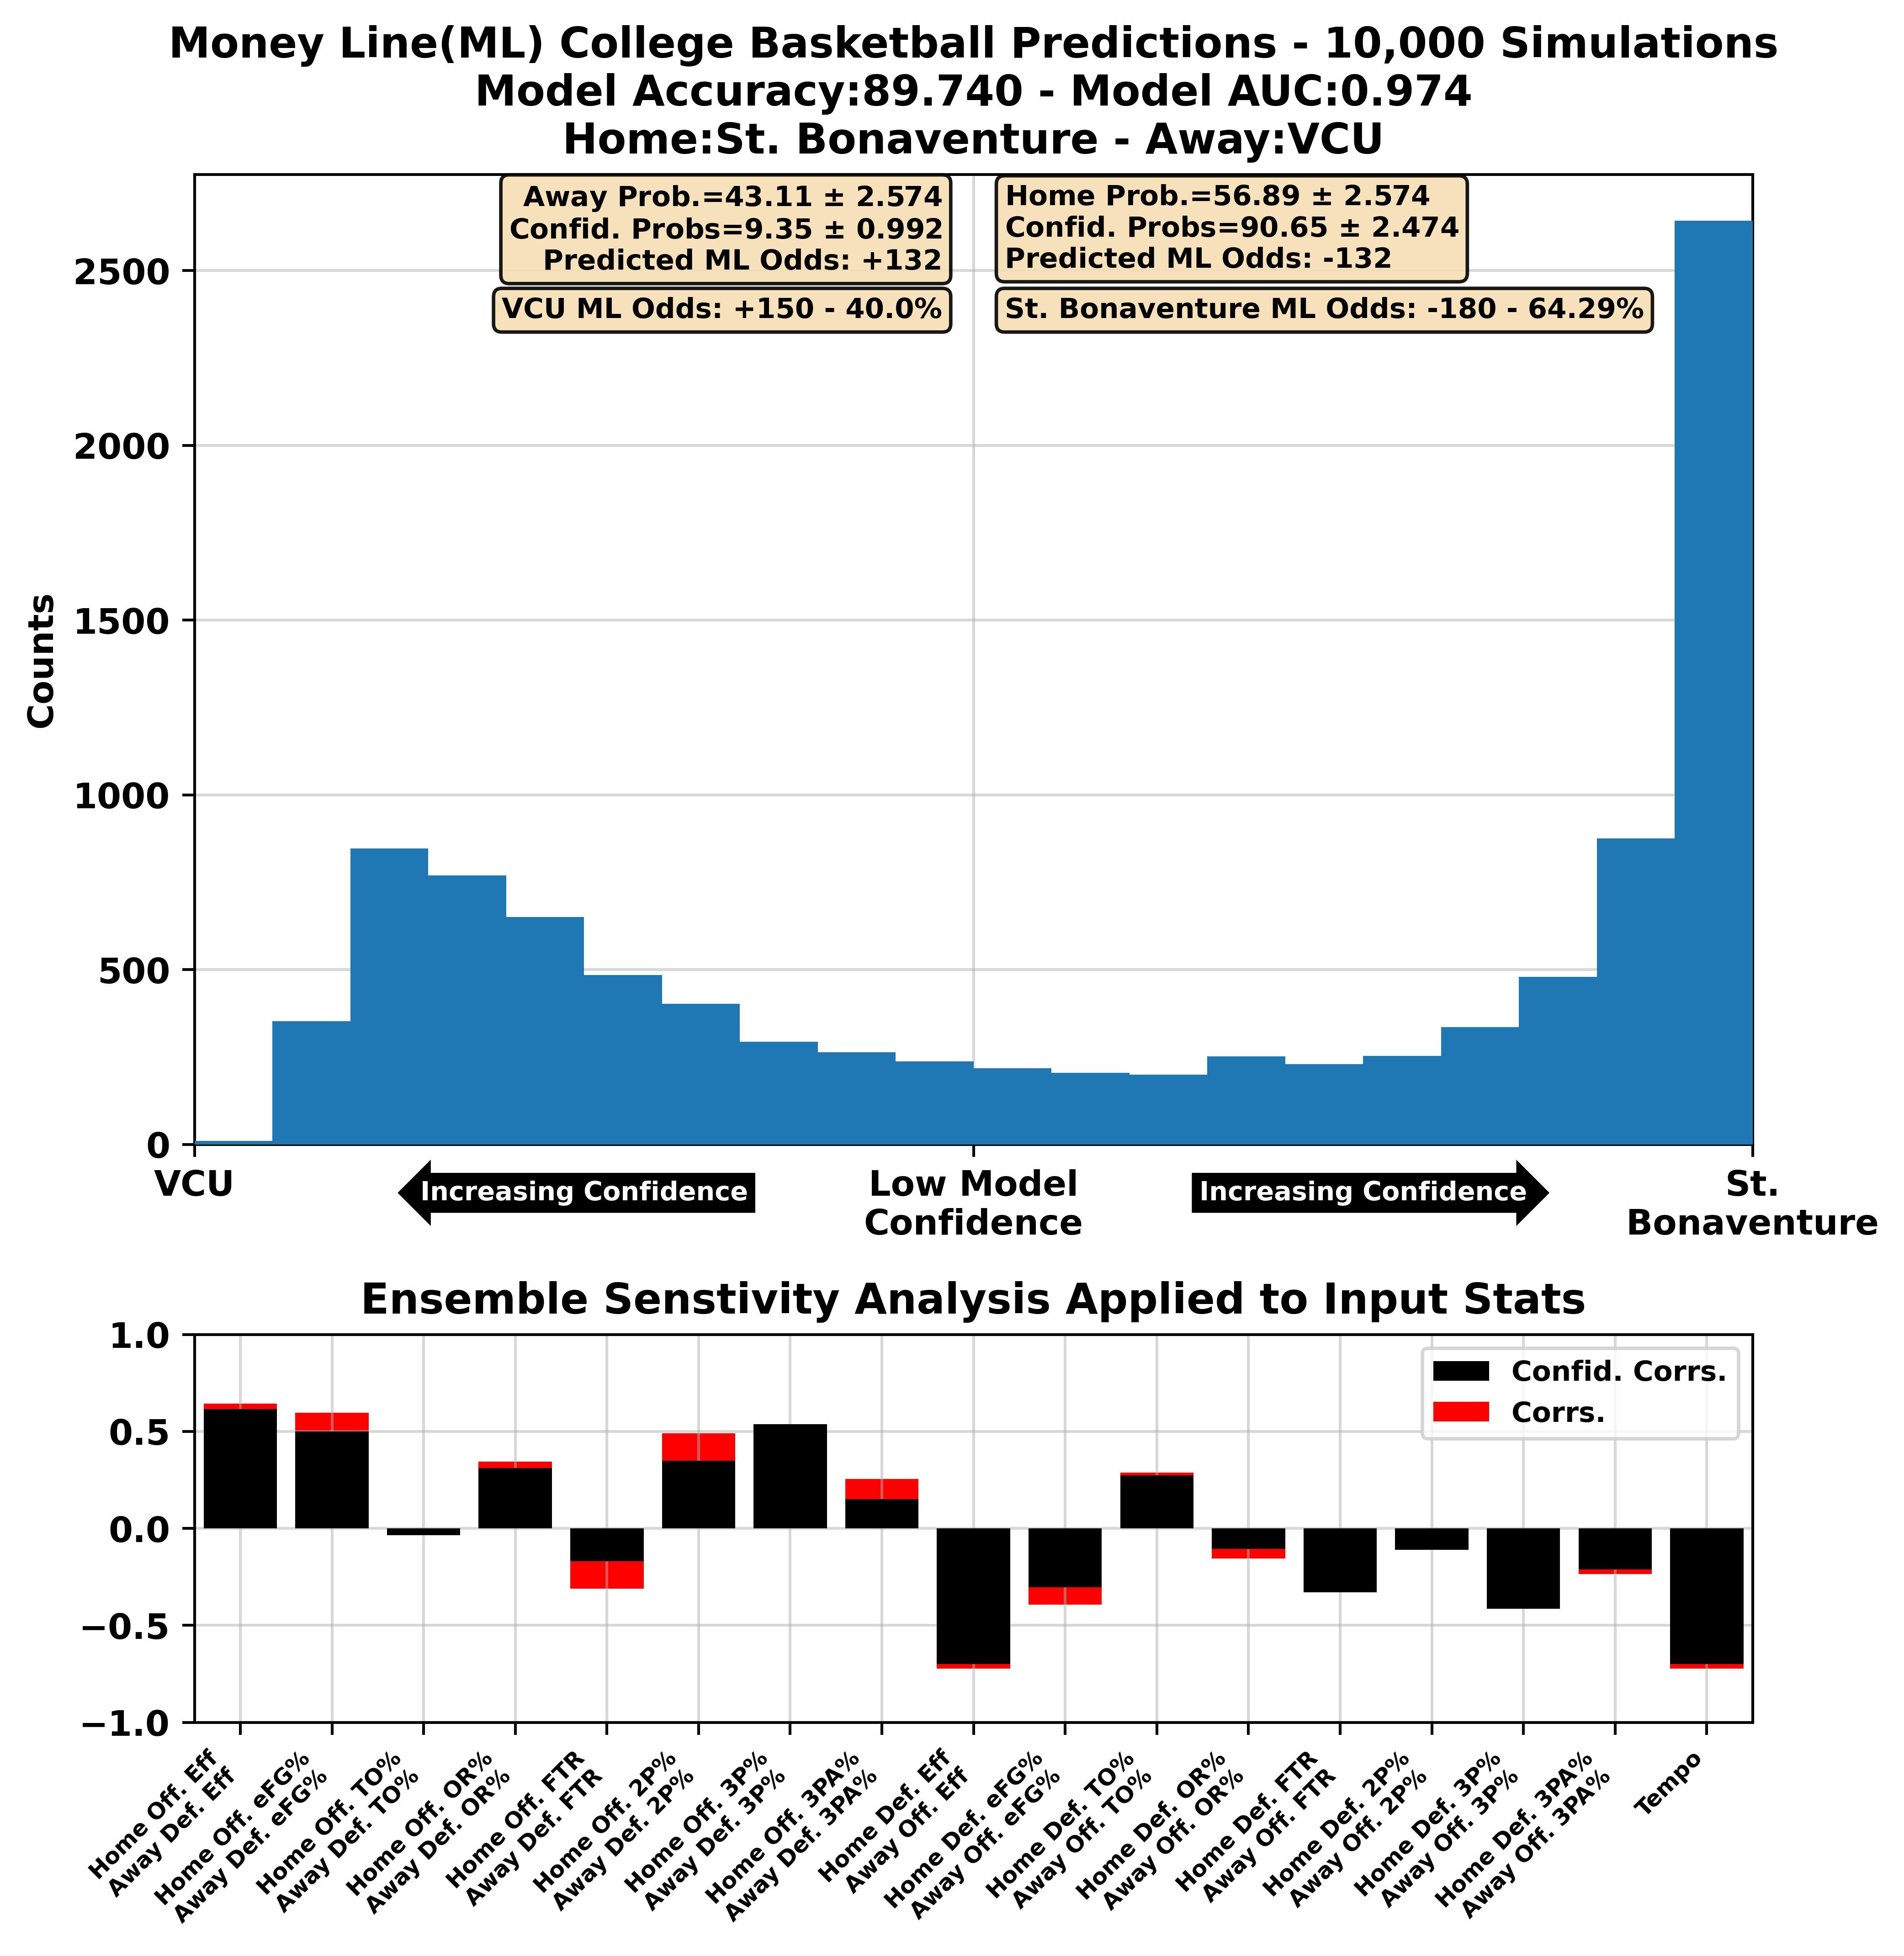 Money Line(ML) College Basketball Predictions - 10,000 Simulations
Model Accuracy:89.740 - Model AUC:0.974
Home:St. Bonaventure - Away:VCU
Away Prob.=43.11 ± 2.574
Confid. Probs=9.35 ± 0.992
Predicted ML Odds: +132
VCU ML Odds: +150 - 40.0%
Home Prob.=56.89 ± 2.574
Confid. Probs=90.65 ± 2.474
Predicted ML Odds: -132
St. Bonaventure ML Odds: -180 - 64.29%
Counts
2500
2000
1500
1000
500
0
VCU
Increasing Confidence
Low Model
Confidence
Increasing Confidence
St.
Bonaventure
Ensemble Senstivity Analysis Applied to Input Stats
1.0
0.5
0.0
−0.5
−1.0
Confid. Corrs.
Corrs.
Home Off. Eff
Away Def. Eff
Home Off. eFG%
Away Def. eFG%
Home Off. TO%
Away Def. TO%
Home Off. OR%
Away Def. OR%
Home Off. FTR
Away Def. FTR
Home Off. 2P%
Away Def. 2P%
Home Off. 3P%
Away Def. 3P%
Home Off. 3PA%
Away Def. 3PA%
Home Def. Eff
Away Off. Eff
Home Def. eFG%
Away Off. eFG%
Home Def. TO%
Away Off. TO%
Home Def. OR%
Away Off. OR%
Home Def. FTR
Away Off. FTR
Home Def. 2P%
Away Off. 2P%
Home Def. 3P%
Away Off. 3P%
Home Def. 3PA%
Away Off. 3PA%
Tempo